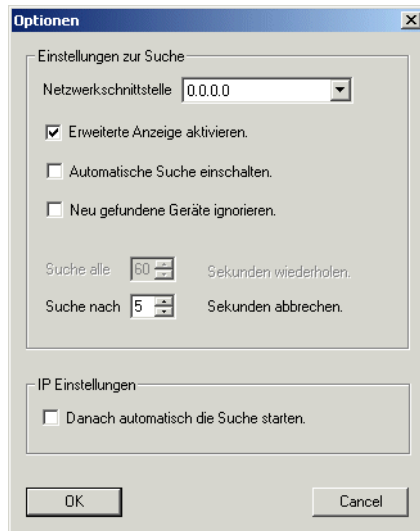 Optionen
Einstellungen zur Suche
Netzwerkschnittstelle 0.0.0.0
Erweiterte Anzeige aktivieren.
Automatische Suche einschalten.
Neu gefundene Geräte ignorieren.
Suche alle 60 Sekunden wiederholen.
Suche nach 5 Sekunden abbrechen.
IP Einstellungen
Danach automatisch die Suche starten.
OK Cancel